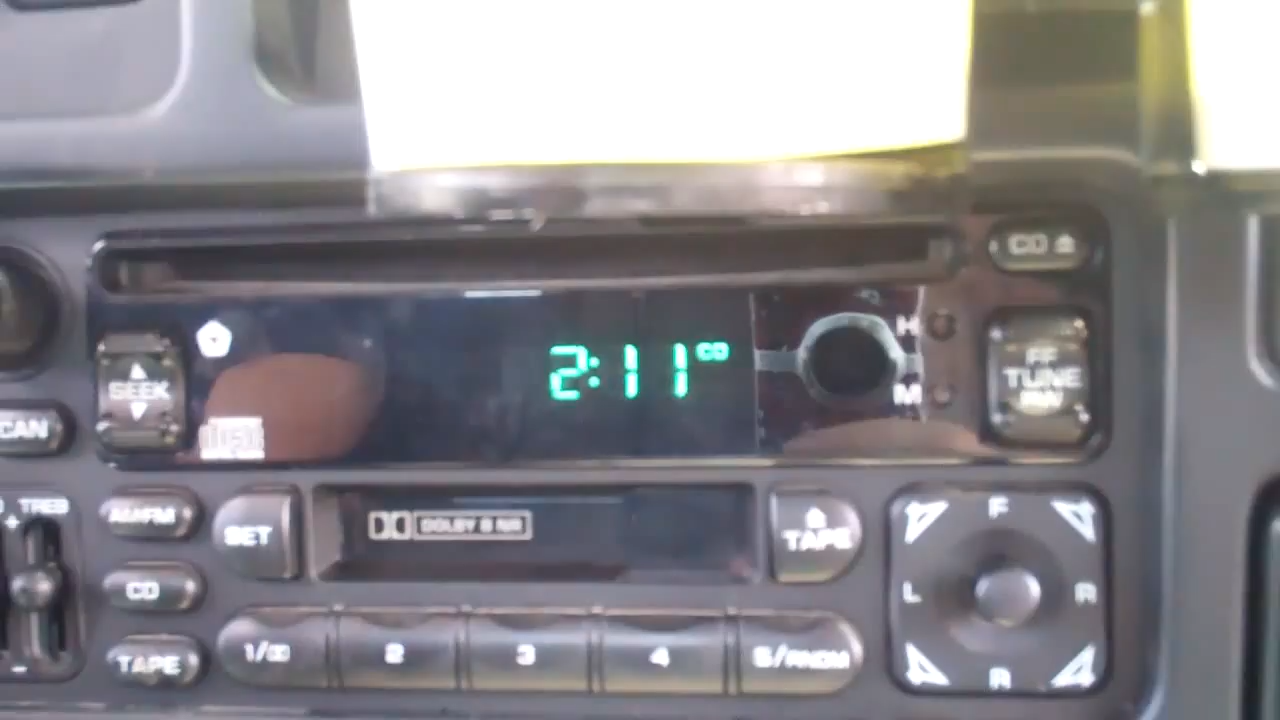 CD
H
SEEK
2:11 CD
FF
TUNE
RW
M
CAN
disc
TREB
+
AM/FM
SET
DOLBY B NR
TAPE
F
CD
L
R
-
TAPE
1/
2
3
4
5/RNDM
R